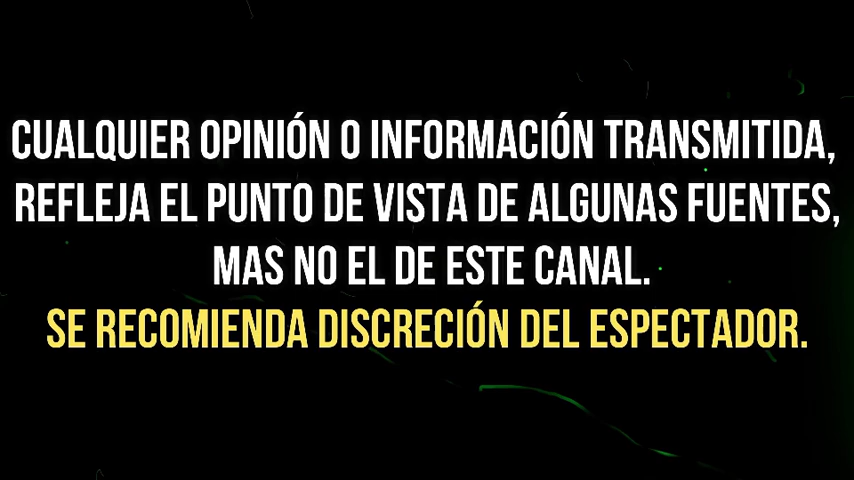 CUALQUIER OPINIÓN O INFORMACIÓN TRANSMITIDA,
REFLEJA EL PUNTO DE VISTA DE ALGUNAS FUENTES,
MAS NO EL DE ESTE CANAL.
SE RECOMIENDA DISCRECIÓN DEL ESPECTADOR.